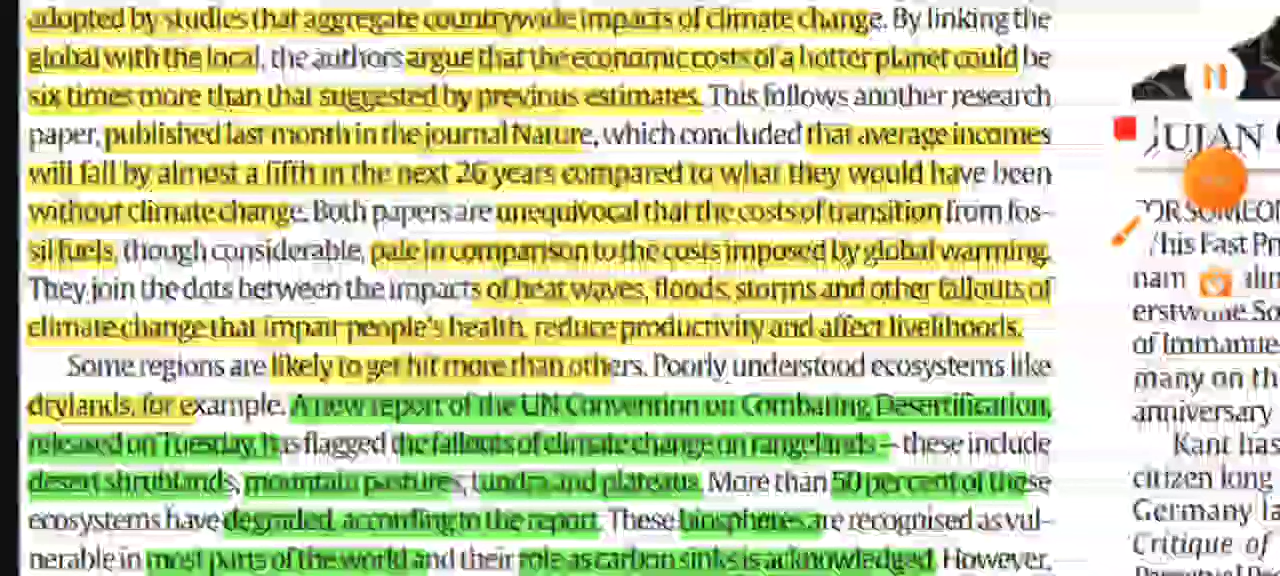 adopted by studies that aggregate countrywide impacts of climate change. By linking the
global with the local, the authors argue that the economic costs of a hotter planet could be
six times more than that suggested by previous estimates. This follows another research
paper, published last month in the journal Nature, which concluded that average incomes
will fall by almost a fifth in the next 26 years compared to what they would have been
without climate change. Both papers are unequivocal that the costs of transition from fos-
sil fuels, though considerable, pale in comparison to the costs imposed by global warming.
They join the dots between the impacts of heat waves, floods, storms and other fallouts of
climate change that impair people's health, reduce productivity and affect livelihoods.
Some regions are likely to get hit more than others. Poorly understood ecosystems like
drylands, for example. A new report of the UN Convention on Combating Desertification,
released on Tuesday, has flagged the fallouts of climate change on rangelands — these include
desert shrublands, mountain pastures, tundra and plateaus. More than 50 per cent of these
ecosystems have degraded, according to the report. These biospheres are recognised as vul-
nerable in most parts of the world and their role as carbon sinks is acknowledged. However,
UJAN
OR SOMEO
his East Pr
nam
erstwhile So
of Immanue
many on th
anniversary
Kant has
citizen long
Germany la
Critique of